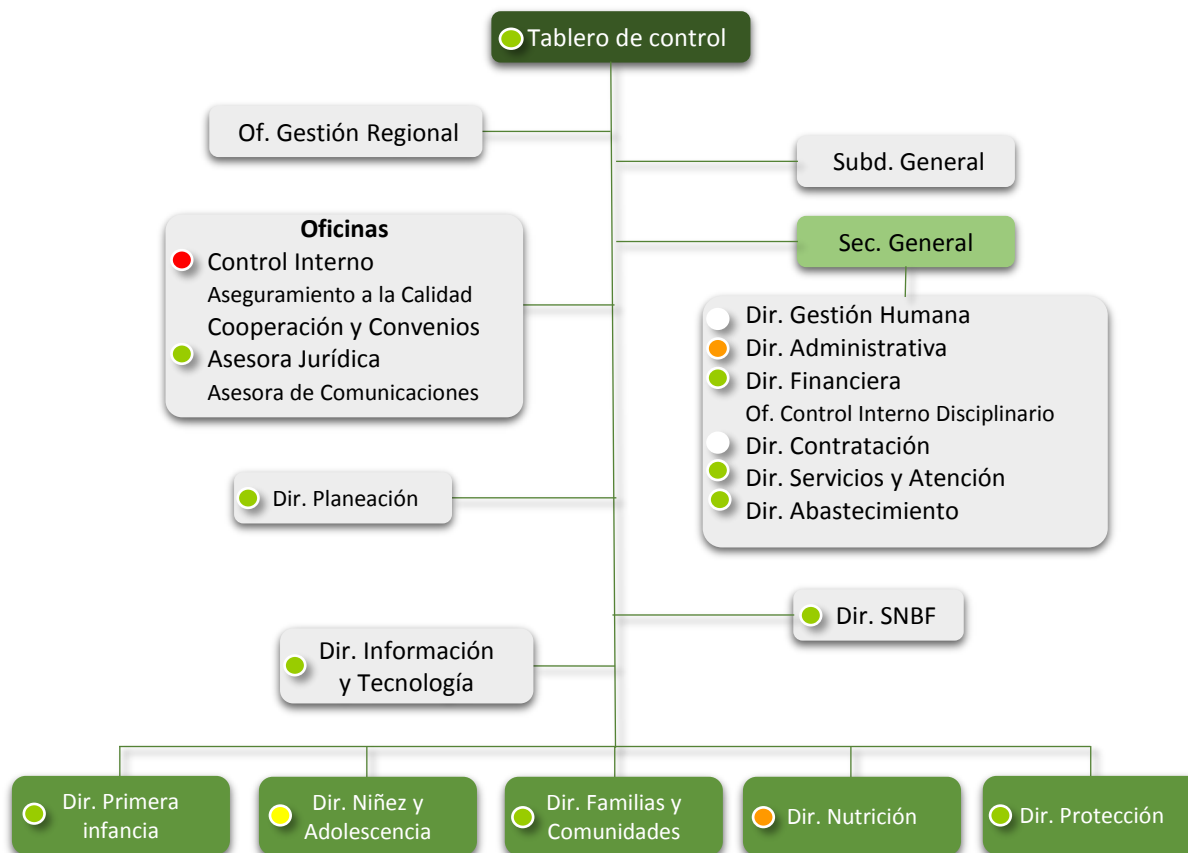 Tablero de control
Of. Gestión Regional
Subd. General
Oficinas
Control Interno
Aseguramiento a la Calidad
Cooperación y Convenios
Asesora Jurídica
Asesora de Comunicaciones
Sec. General
Dir. Gestión Humana
Dir. Administrativa
Dir. Financiera
Of. Control Interno Disciplinario
Dir. Contratación
Dir. Servicios y Atención
Dir. Abastecimiento
Dir. Planeación
Dir. SNBF
Dir. Información
y Tecnología
Dir. Primera
infancia
Dir. Niñez y
Adolescencia
Dir. Familias y
Comunidades
Dir. Nutrición
Dir. Protección